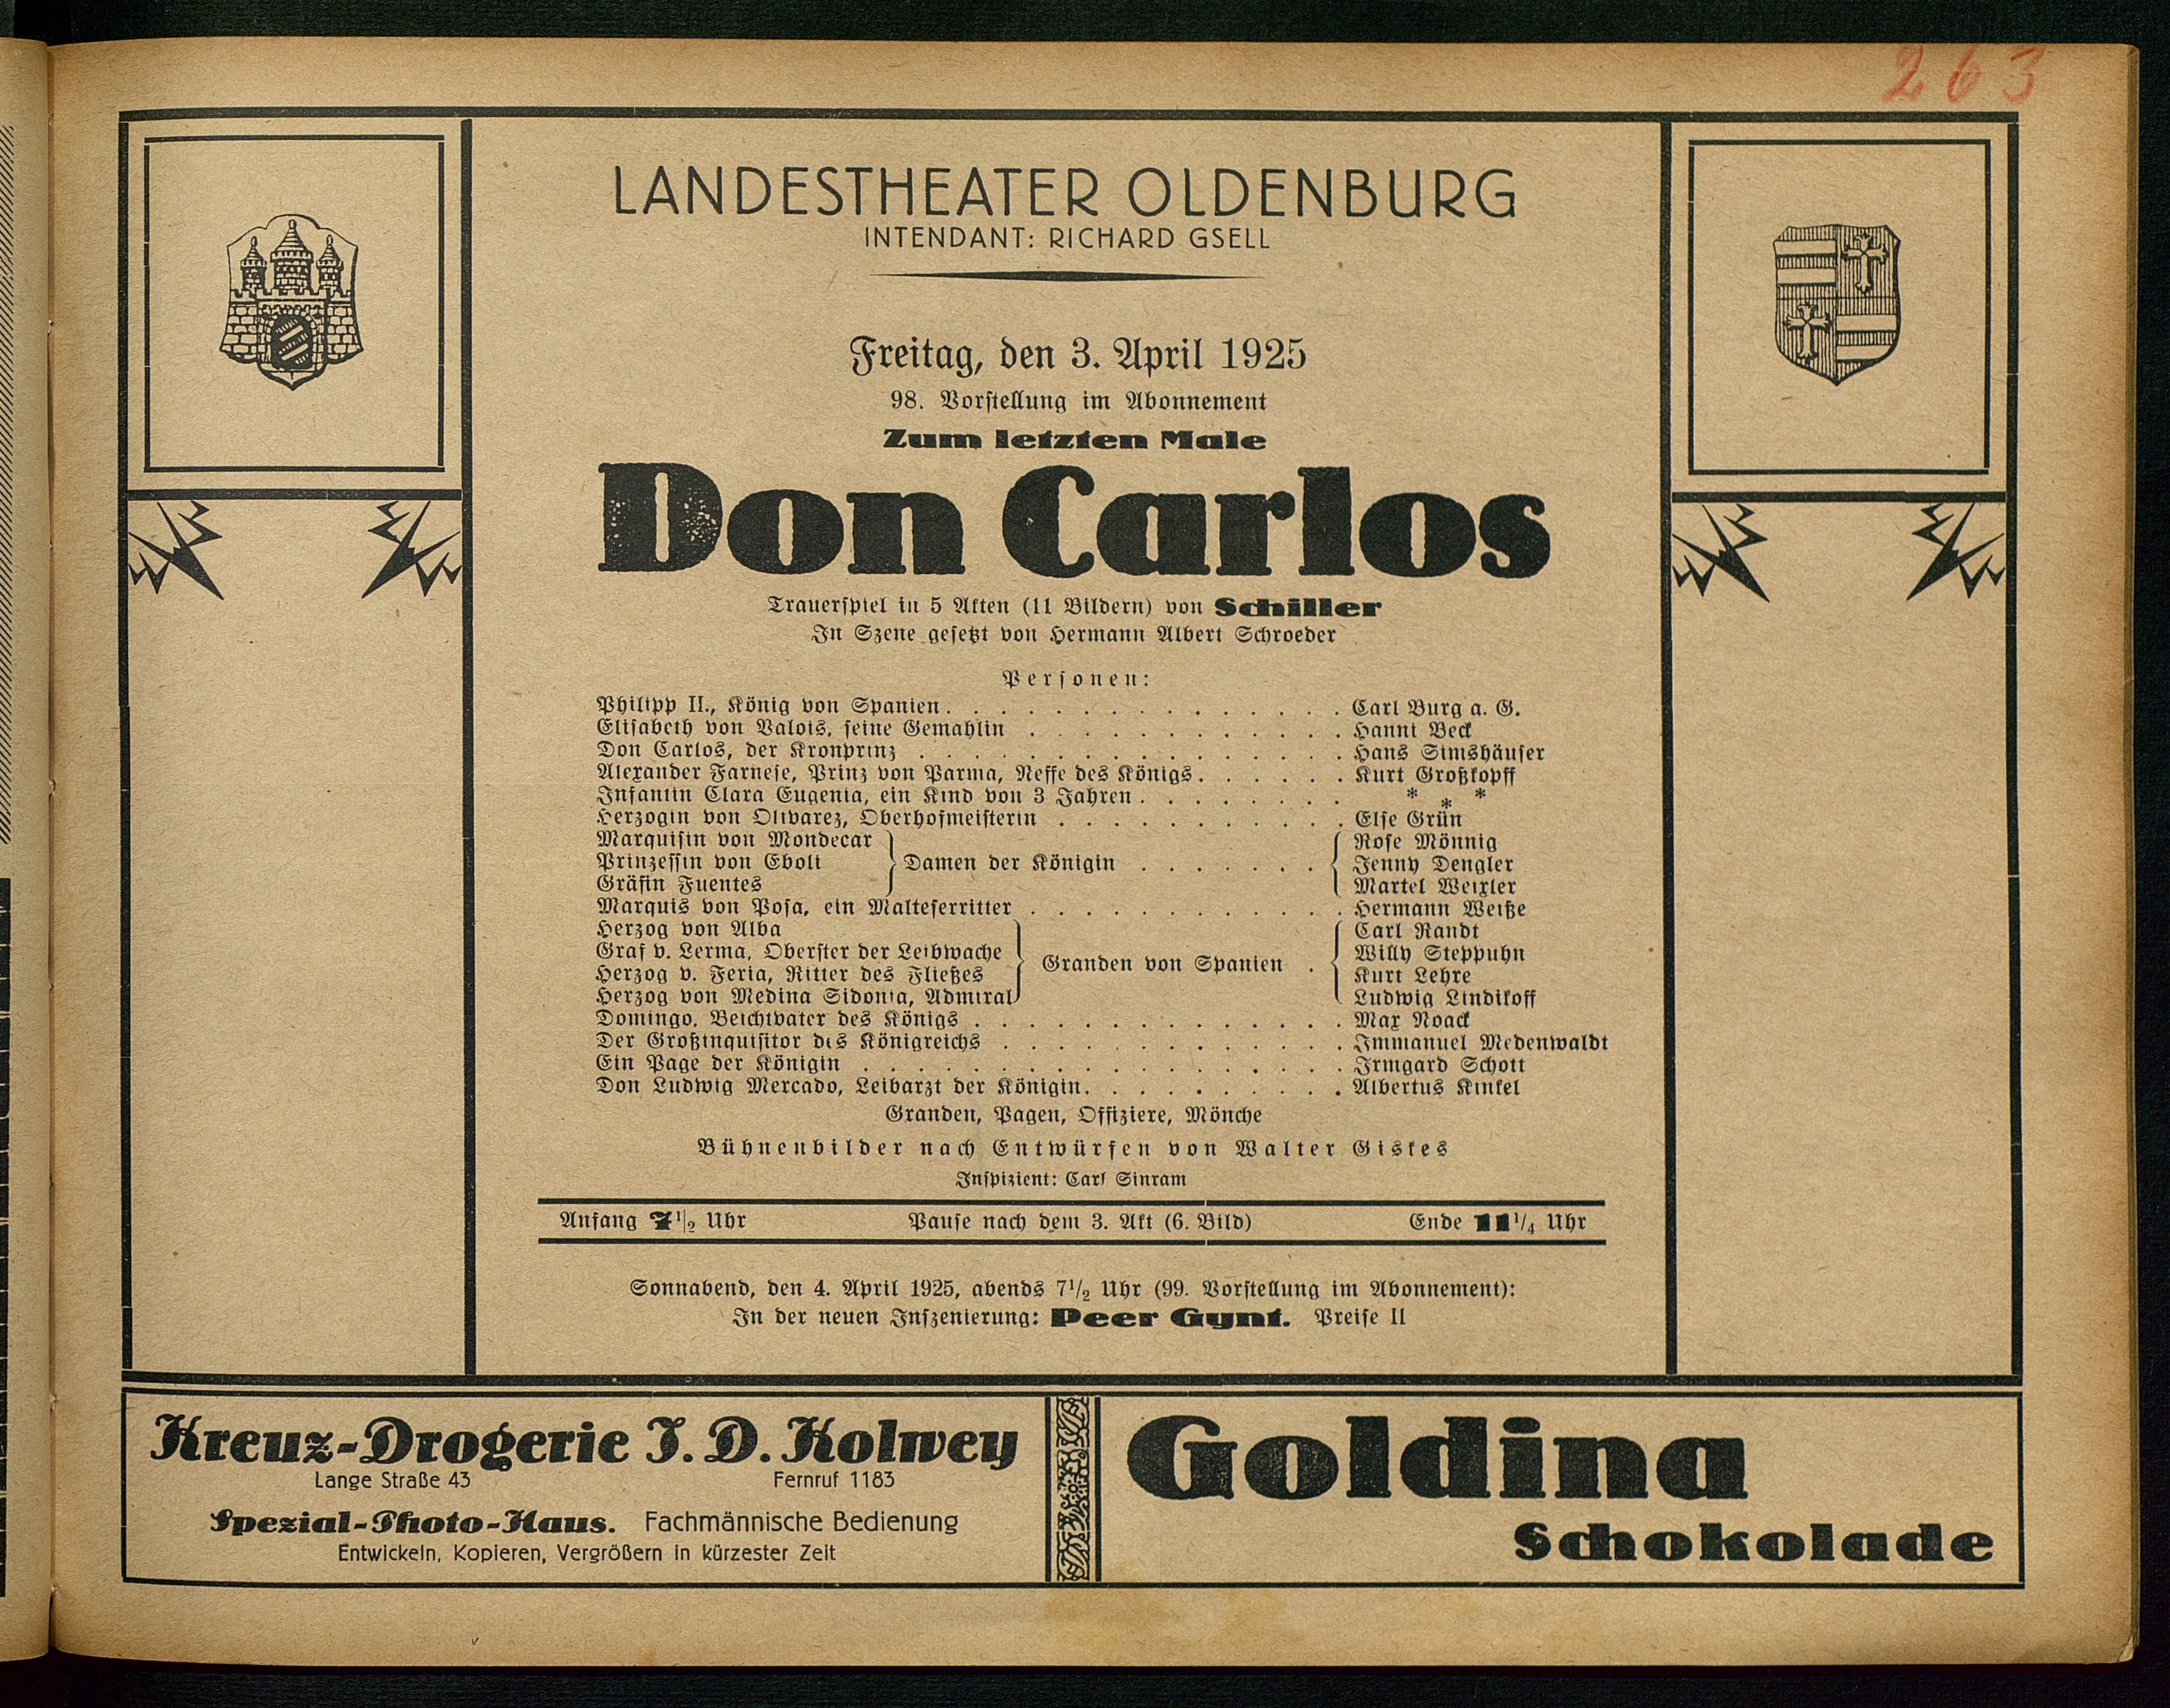 263
LANDESTHEATER OLDENBURG
INTENDANT: RICHARD GSELL
Freitag, den 3. April 1925
98. Vorstellung im Abonnement
Zum letzten Male
Don Carlos
Trauerspiel in 5 Akten (11 Bildern) von Schiller
In Szene gesetzt von Hermann Albert Schroeder
Personen:
Philipp II., König von Spanien . . . . . Carl Burg a. G.
Elisabeth von Valois, seine Gemahlin . . . . . Hanni Beck
Don Carlos, der Kronprinz . . . . . Hans Simshäuser
Alexander Farnese, Prinz von Parma, Neffe des Königs . . . . . Kurt Großkopff
Infantin Clara Eugenia, ein Kind von 3 Jahren . . . . . * * *
Herzogin von Olivarez, Oberhofmeisterin . . . . . Else Grün
Marquisin von Mondecar } Damen der Königin { Rose Mönnig
Prinzessin von Eboli } { Jenny Dengler
Gräfin Fuentes } { Martel Weixler
Marquis von Posa, ein Malteserritter . . . . . Hermann Weiße
Herzog von Alba } Granden von Spanien { Carl Randt
Graf v. Lerma, Oberster der Leibwache } { Willy Steppuhn
Herzog v. Feria, Ritter des Fließes } { Kurt Lehre
Herzog von Medina Sidonia, Admiral } { Ludwig Lindikoff
Domingo, Beichtvater des Königs . . . . . Max Noack
Der Großinquisitor des Königreichs . . . . . Immanuel Medenwaldt
Ein Page der Königin . . . . . Irmgard Schott
Don Ludwig Mercado, Leibarzt der Königin . . . . . Albertus Kinkel
Granden, Pagen, Offiziere, Mönche
Bühnenbilder nach Entwürfen von Walter Giskes
Inspizient: Carl Sinram
Anfang 7 1/2 Uhr Pause nach dem 3. Akt (6. Bild) Ende 11 1/4 Uhr
Sonnabend, den 4. April 1925, abends 7 1/2 Uhr (99. Vorstellung im Abonnement):
In der neuen Inszenierung: Peer Gynt. Preise II
Kreuz-Drogerie J. D. Kolwey
Lange Straße 43 Fernruf 1183
Spezial-Photo-Haus. Fachmännische Bedienung
Entwickeln, Kopieren, Vergrößern in kürzester Zeit
Goldina
Schokolade